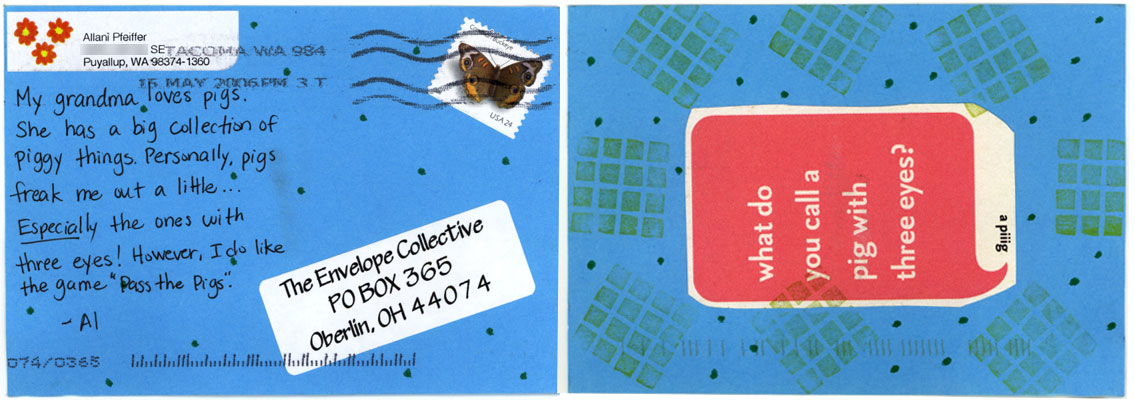 Allani Pfeiffer
SE
Puyallup, WA 98374-1360
TACOMA WA 984
15 MAY 2006 PM 3 T
Buckeye
USA 24
My grandma loves pigs.
She has a big collection of
piggy things. Personally, pigs
freak me out a little...
Especially the ones with
three eyes! However, I do like
the game "Pass the Pigs".
- Al
The Envelope Collective
PO BOX 365
Oberlin, OH 44074
074/0365
what do
you call a
pig with
three eyes?
a piiig